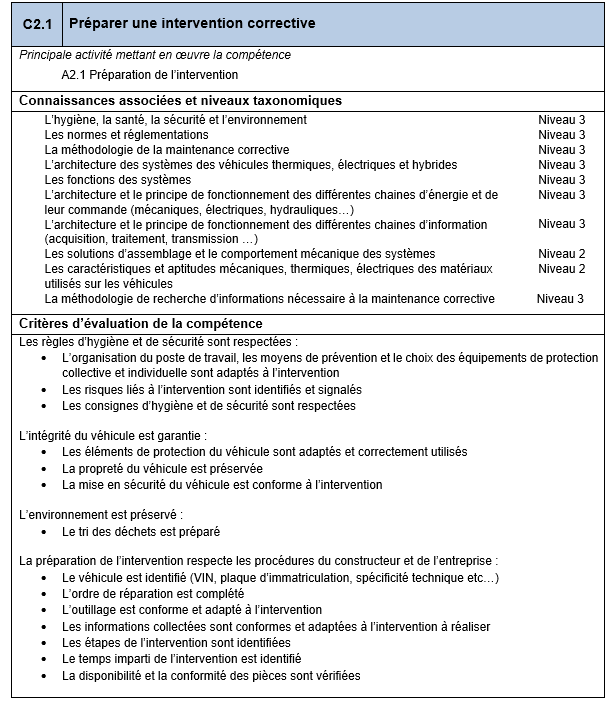 C2.1 Préparer une intervention corrective
Principale activité mettant en œuvre la compétence
A2.1 Préparation de l'intervention
Connaissances associées et niveaux taxonomiques
L'hygiène, la santé, la sécurité et l'environnement Niveau 3
Les normes et réglementations Niveau 3
La méthodologie de la maintenance corrective Niveau 3
L'architecture des systèmes des véhicules thermiques, électriques et hybrides Niveau 3
Les fonctions des systèmes Niveau 3
L'architecture et le principe de fonctionnement des différentes chaines d'énergie et de Niveau 3
leur commande (mécaniques, électriques, hydrauliques…)
L'architecture et le principe de fonctionnement des différentes chaines d'information Niveau 3
(acquisition, traitement, transmission …)
Les solutions d'assemblage et le comportement mécanique des systèmes Niveau 2
Les caractéristiques et aptitudes mécaniques, thermiques, électriques des matériaux Niveau 2
utilisés sur les véhicules
La méthodologie de recherche d'informations nécessaire à la maintenance corrective Niveau 3
Critères d'évaluation de la compétence
Les règles d'hygiène et de sécurité sont respectées :
• L'organisation du poste de travail, les moyens de prévention et le choix des équipements de protection
collective et individuelle sont adaptés à l'intervention
• Les risques liés à l'intervention sont identifiés et signalés
• Les consignes d'hygiène et de sécurité sont respectées
L'intégrité du véhicule est garantie :
• Les éléments de protection du véhicule sont adaptés et correctement utilisés
• La propreté du véhicule est préservée
• La mise en sécurité du véhicule est conforme à l'intervention
L'environnement est préservé :
• Le tri des déchets est préparé
La préparation de l'intervention respecte les procédures du constructeur et de l'entreprise :
• Le véhicule est identifié (VIN, plaque d'immatriculation, spécificité technique etc…)
• L'ordre de réparation est complété
• L'outillage est conforme et adapté à l'intervention
• Les informations collectées sont conformes et adaptées à l'intervention à réaliser
• Les étapes de l'intervention sont identifiées
• Le temps imparti de l'intervention est identifié
• La disponibilité et la conformité des pièces sont vérifiées